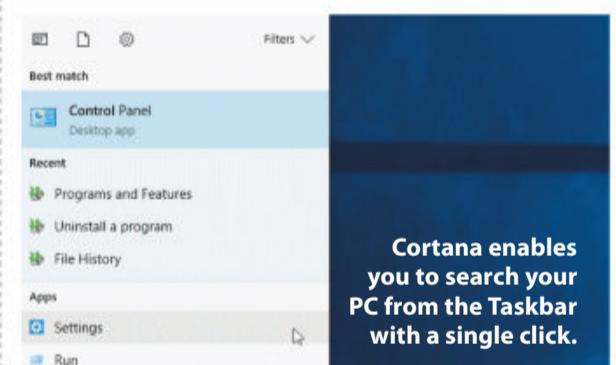 Filters
Best match
Control Panel
Desktop app
Recent
Programs and Features
Uninstall a program
File History
Apps
Settings
Run
Cortana enables
you to search your
PC from the Taskbar
with a single click.